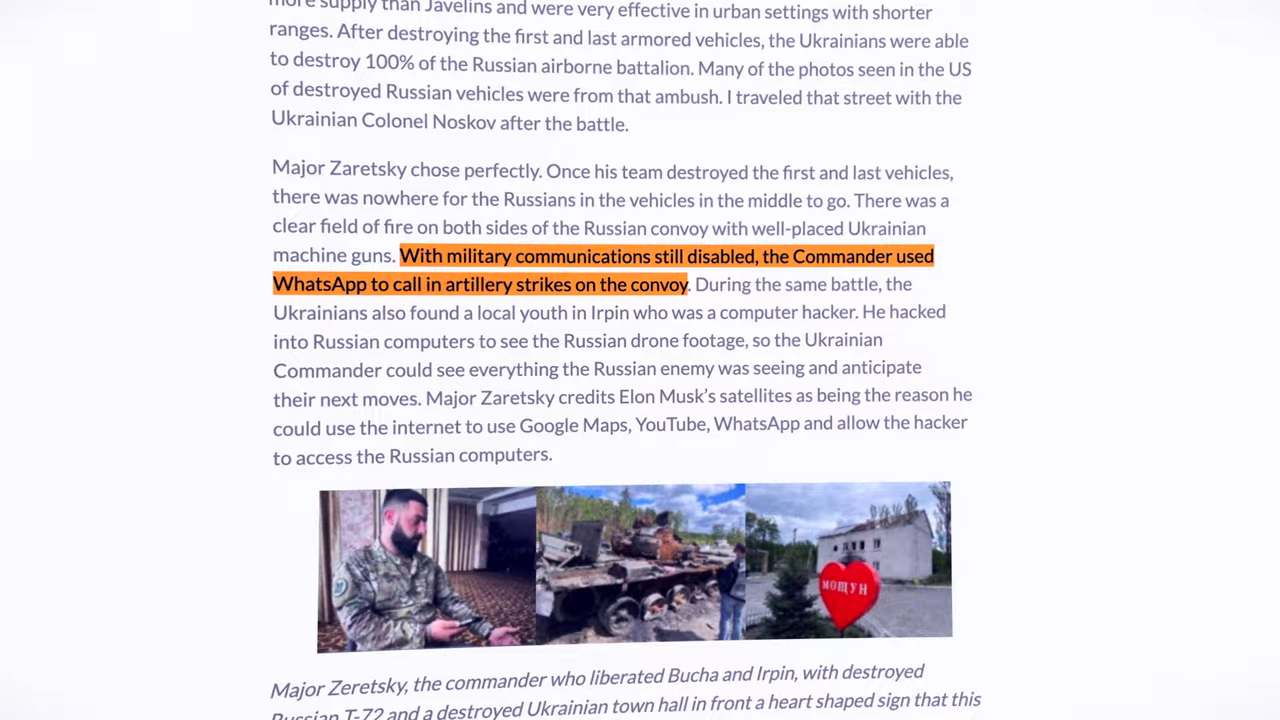 more supply than Javelins and were very effective in urban settings with shorter
ranges. After destroying the first and last armored vehicles, the Ukrainians were able
to destroy 100% of the Russian airborne battalion. Many of the photos seen in the US
of destroyed Russian vehicles were from that ambush. I traveled that street with the
Ukrainian Colonel Noskov after the battle.
Major Zaretsky chose perfectly. Once his team destroyed the first and last vehicles,
there was nowhere for the Russians in the vehicles in the middle to go. There was a
clear field of fire on both sides of the Russian convoy with well-placed Ukrainian
machine guns. With military communications still disabled, the Commander used
WhatsApp to call in artillery strikes on the convoy. During the same battle, the
Ukrainians also found a local youth in Irpin who was a computer hacker. He hacked
into Russian computers to see the Russian drone footage, so the Ukrainian
Commander could see everything the Russian enemy was seeing and anticipate
their next moves. Major Zaretsky credits Elon Musk’s satellites as being the reason he
could use the internet to use Google Maps, YouTube, WhatsApp and allow the hacker
to access the Russian computers.
МОЩУН
Major Zeretsky, the commander who liberated Bucha and Irpin, with destroyed
Russian T-72 and a destroyed Ukrainian town hall in front a heart shaped sign that this